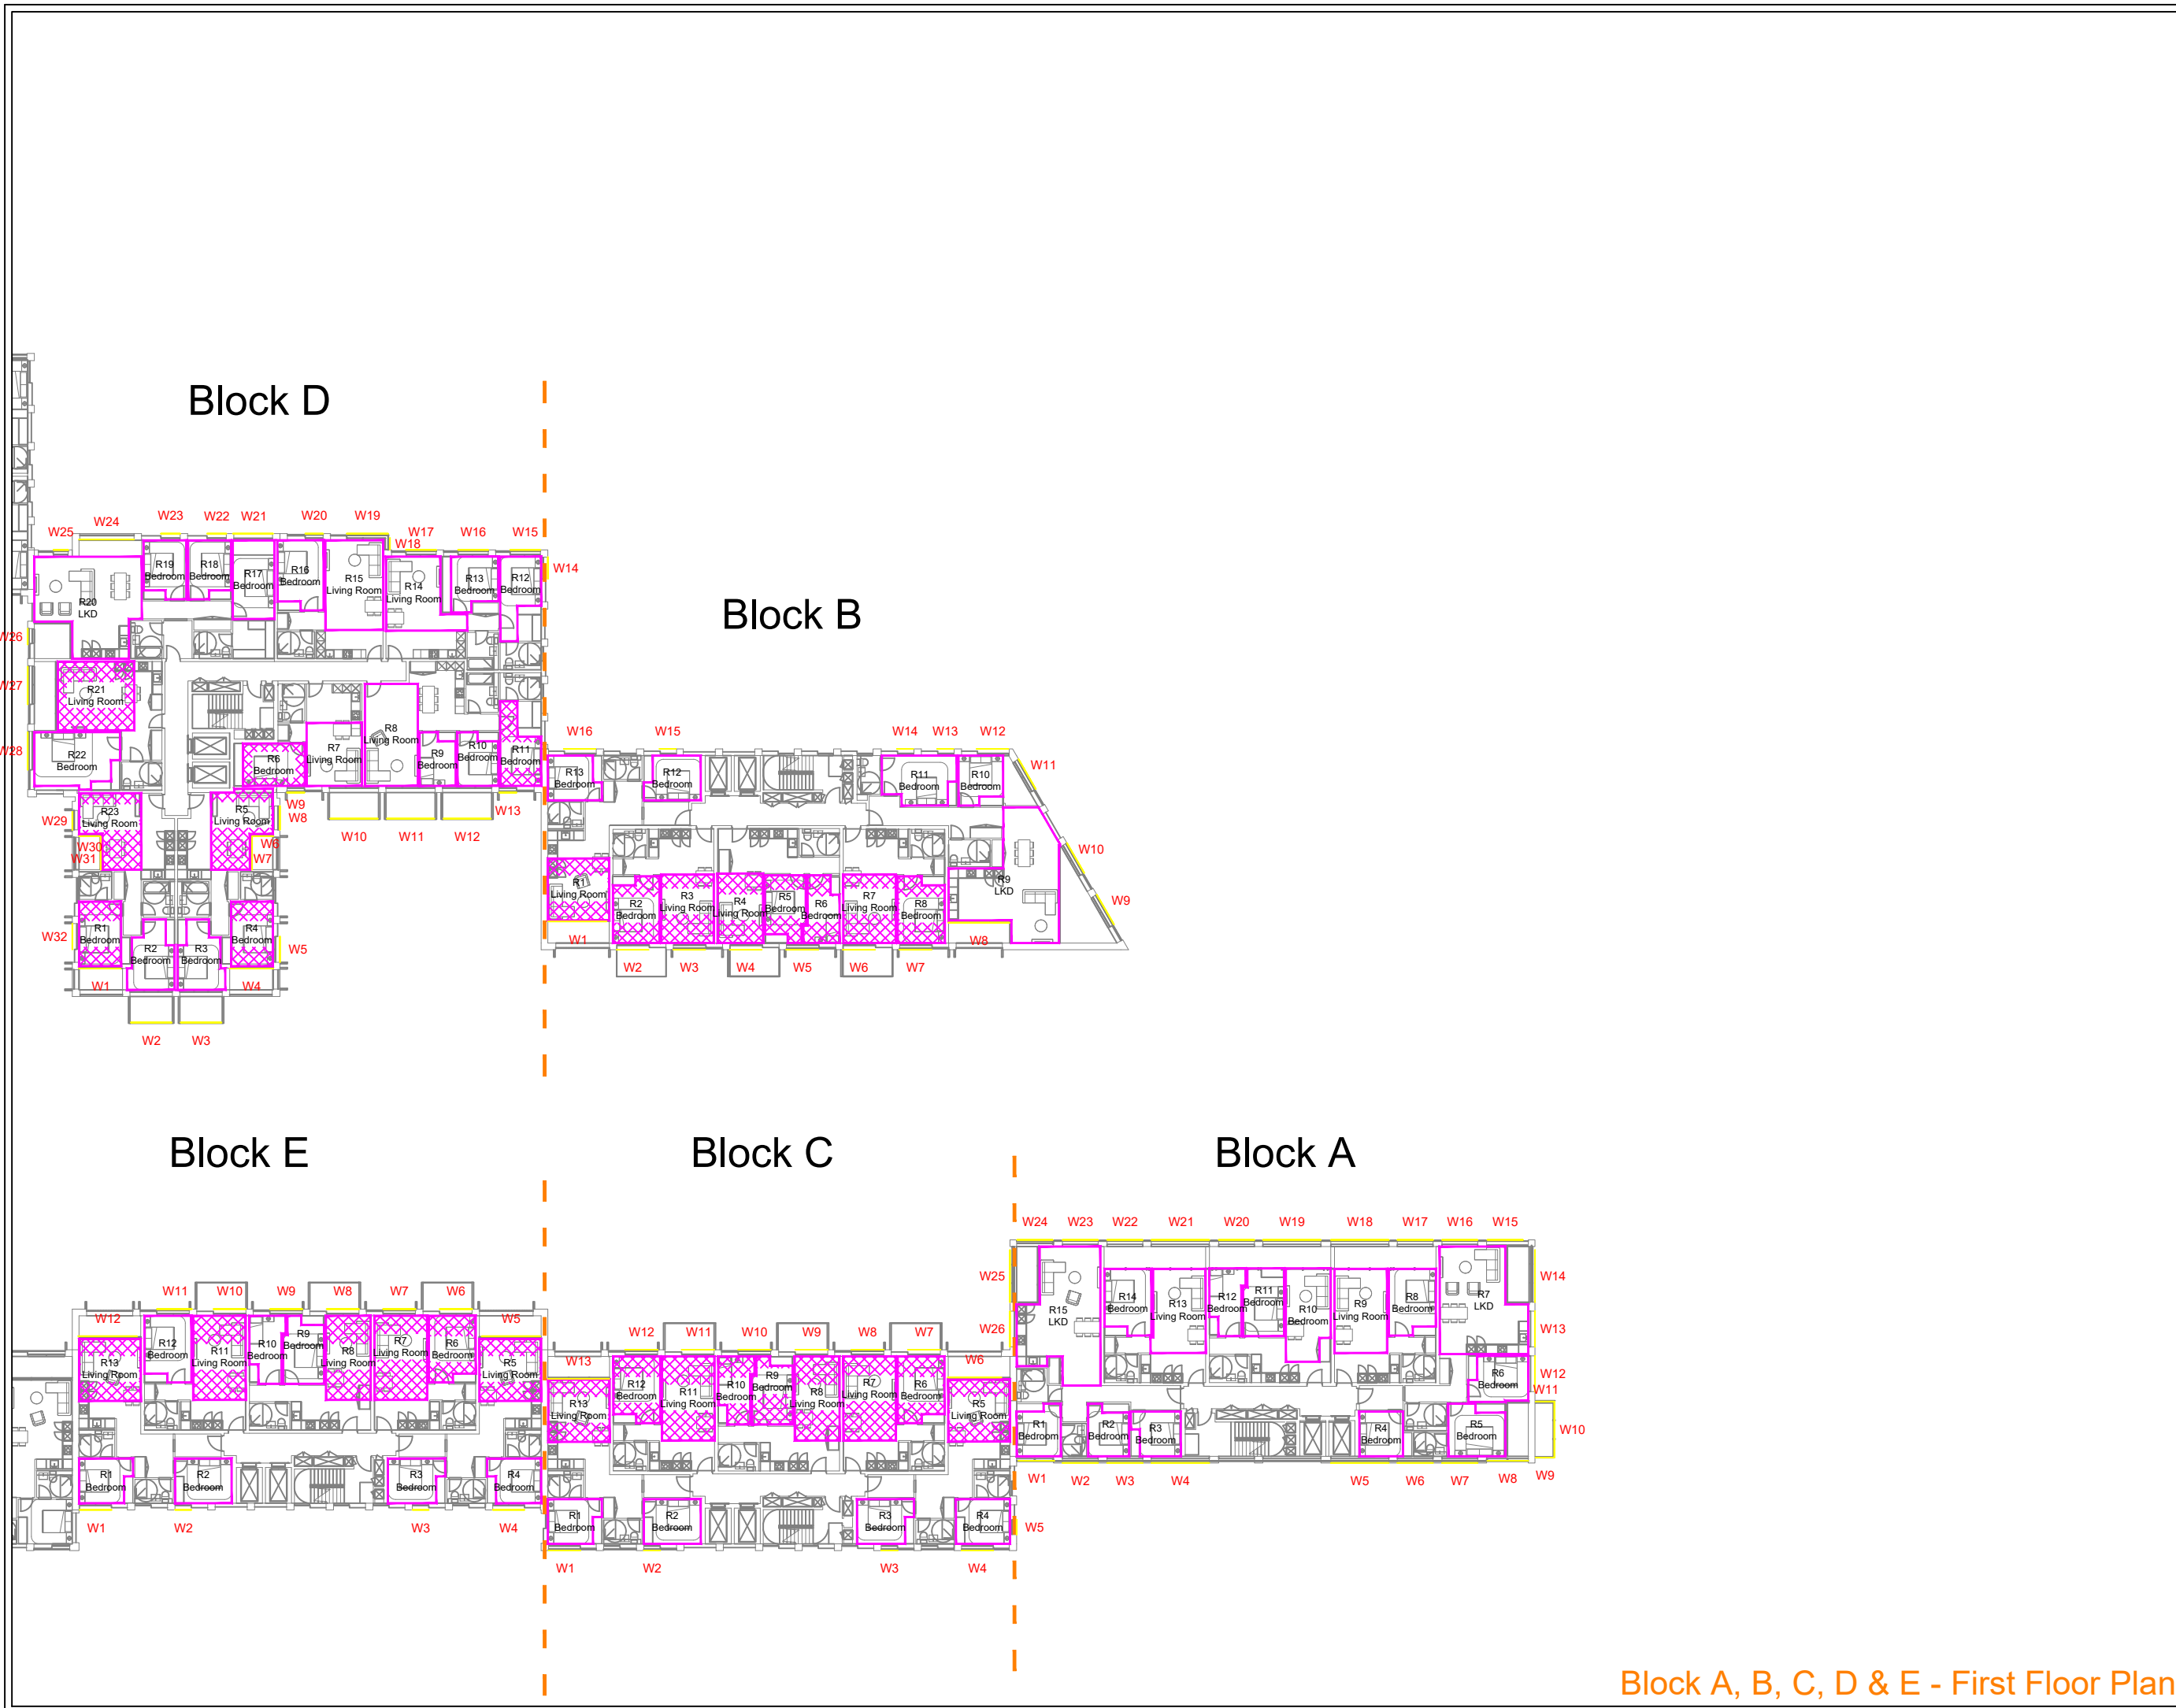 Block D
W25
W24
W23
W22
W21
W20
W19
W18
W17
W16
W15
W14
R20
LKD
R19
Bedroom
R18
Bedroom
R17
Bedroom
R16
Bedroom
R15
Living Room
R14
Living Room
R13
Bedroom
R12
Bedroom
W26
W27
W28
R21
Living Room
R22
Bedroom
R6
Bedroom
R7
Living Room
R8
Living Room
R9
Bedroom
R10
Bedroom
R11
Bedroom
R23
Living Room
R5
Living Room
W29
W30
W31
W9
W8
W6
W7
W10
W11
W12
W13
W32
R1
Bedroom
R2
Bedroom
R3
Bedroom
R4
Bedroom
W5
W1
W4
W2
W3
Block B
W16
W15
W14
W13
W12
W11
W10
W9
R13
Bedroom
R12
Bedroom
R11
Bedroom
R10
Bedroom
R1
Living Room
R2
Bedroom
R3
Living Room
R4
Living Room
R5
Bedroom
R6
Bedroom
R7
Living Room
R8
Bedroom
R9
LKD
W1
W2
W3
W4
W5
W6
W7
W8
Block E
W12
W11
W10
W9
W8
W7
W6
W5
R13
Living Room
R12
Bedroom
R11
Living Room
R10
Bedroom
R9
Bedroom
R8
Living Room
R7
Living Room
R6
Bedroom
R5
Living Room
R1
Bedroom
R2
Bedroom
R3
Bedroom
R4
Bedroom
W1
W2
W3
W4
Block C
W13
W12
W11
W10
W9
W8
W7
W6
R13
Living Room
R12
Bedroom
R11
Living Room
R10
Bedroom
R9
Bedroom
R8
Living Room
R7
Living Room
R6
Bedroom
R5
Living Room
R1
Bedroom
R2
Bedroom
R3
Bedroom
R4
Bedroom
W5
W1
W2
W3
W4
Block A
W24
W23
W22
W21
W20
W19
W18
W17
W16
W15
W25
W26
W14
W13
W12
W11
W10
R15
LKD
R14
Bedroom
R13
Living Room
R12
Bedroom
R11
Bedroom
R10
Bedroom
R9
Living Room
R8
Bedroom
R7
LKD
R6
Bedroom
R1
Bedroom
R2
Bedroom
R3
Bedroom
R4
Bedroom
R5
Bedroom
W1
W2
W3
W4
W5
W6
W7
W8
W9
Block A, B, C, D & E - First Floor Plan